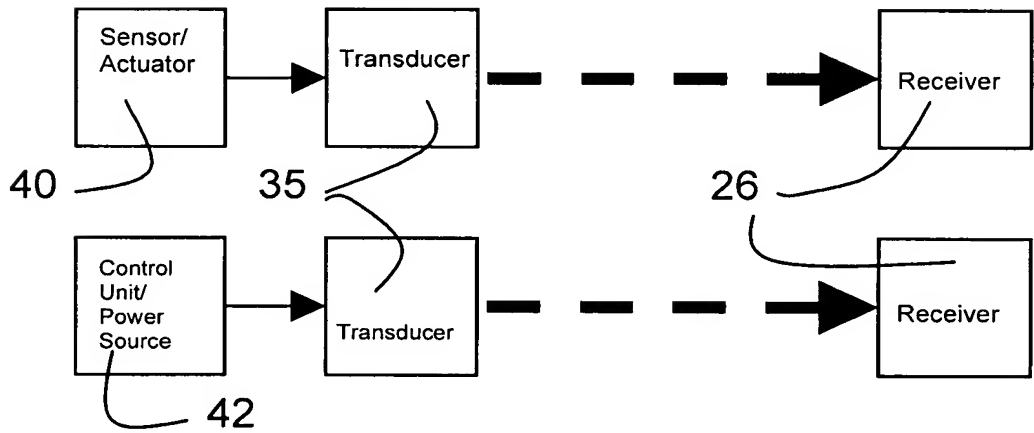 Sensor/
Actuator
Transducer
Receiver
40
35
26
Control
Unit/
Power
Source
Transducer
Receiver
42